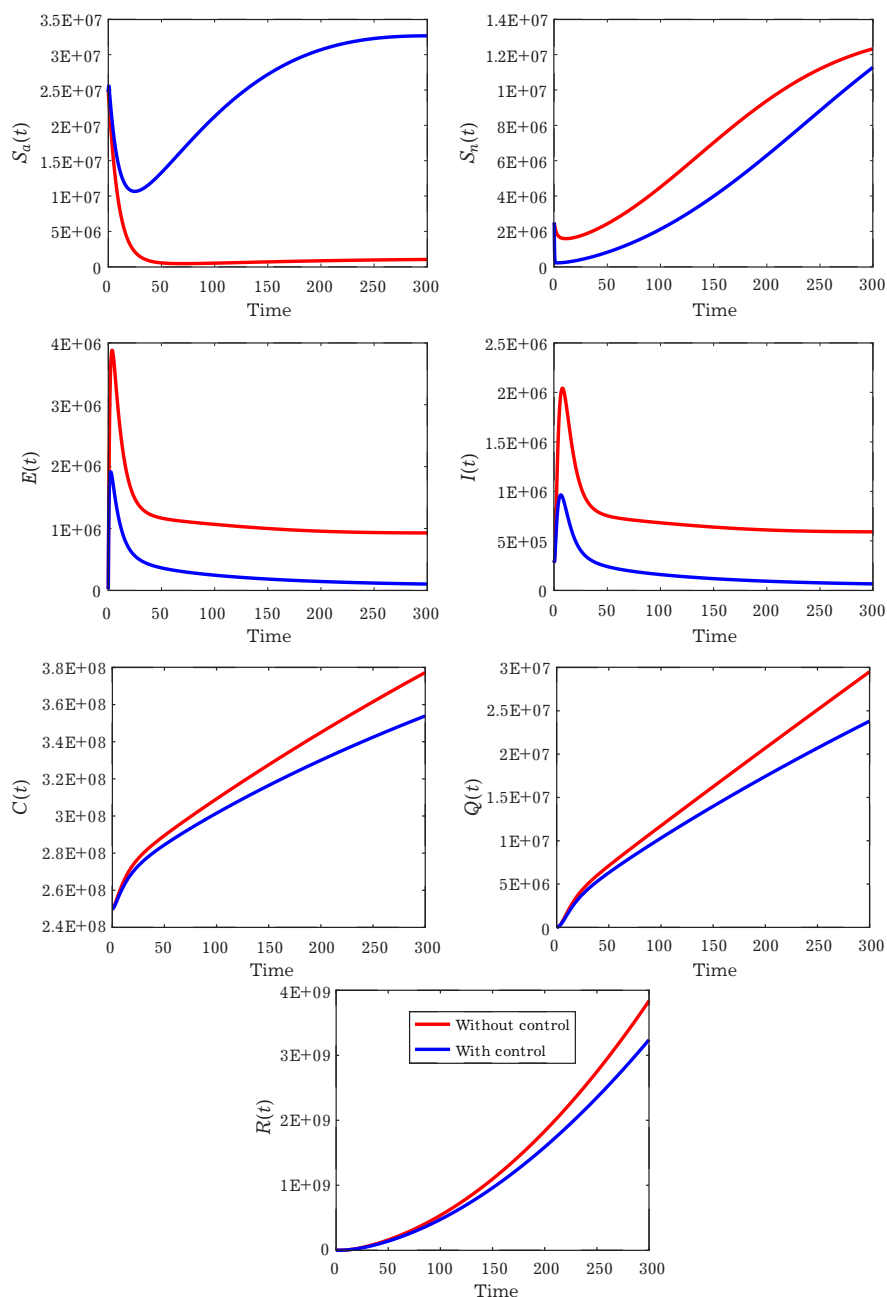 3.5E+07
3E+07
2.5E+07
2E+07
1.5E+07
1E+07
5E+06
0
S_a(t)
0 50 100 150 200 250 300
Time
1.4E+07
1.2E+07
1E+07
8E+06
6E+06
4E+06
2E+06
0
S_n(t)
0 50 100 150 200 250 300
Time
4E+06
3E+06
2E+06
1E+06
0
E(t)
0 50 100 150 200 250 300
Time
2.5E+07
2E+06
1.5E+06
1E+06
5E+05
0
I(t)
0 50 100 150 200 250 300
Time
3.8E+08
3.6E+08
3.4E+08
3.2E+08
3E+08
2.8E+08
2.6E+08
2.4E+08
C(t)
0 50 100 150 200 250 300
Time
3E+07
2.5E+07
2E+07
1.5E+07
1E+07
5E+06
0
Q(t)
0 50 100 150 200 250 300
Time
4E+09
3E+09
2E+09
1E+09
0
R(t)
Without control
With control
0 50 100 150 200 250 300
Time